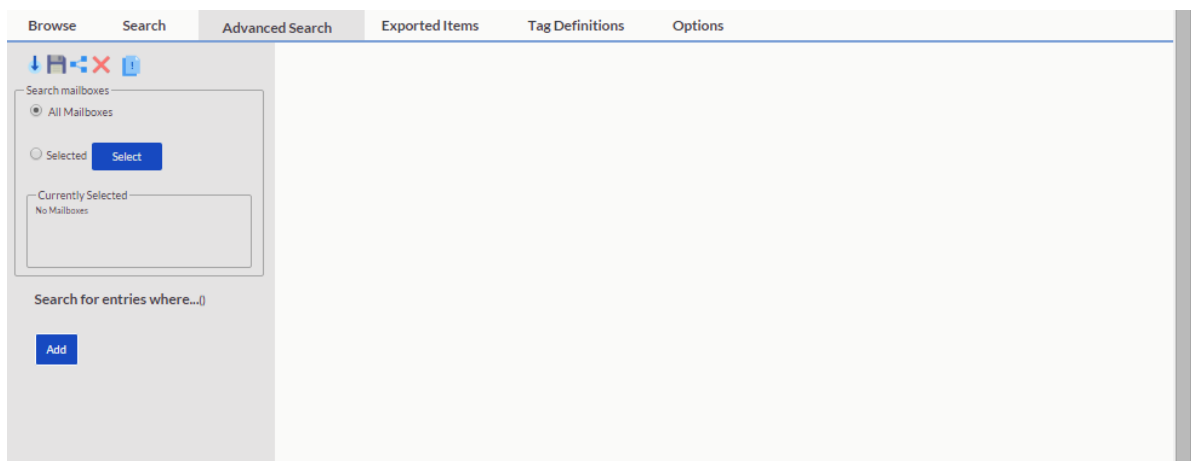 Browse Search Advanced Search Exported Items Tag Definitions Options
Search mailboxes
All Mailboxes
Selected Select
Currently Selected
No Mailboxes
Search for entries where...()
Add